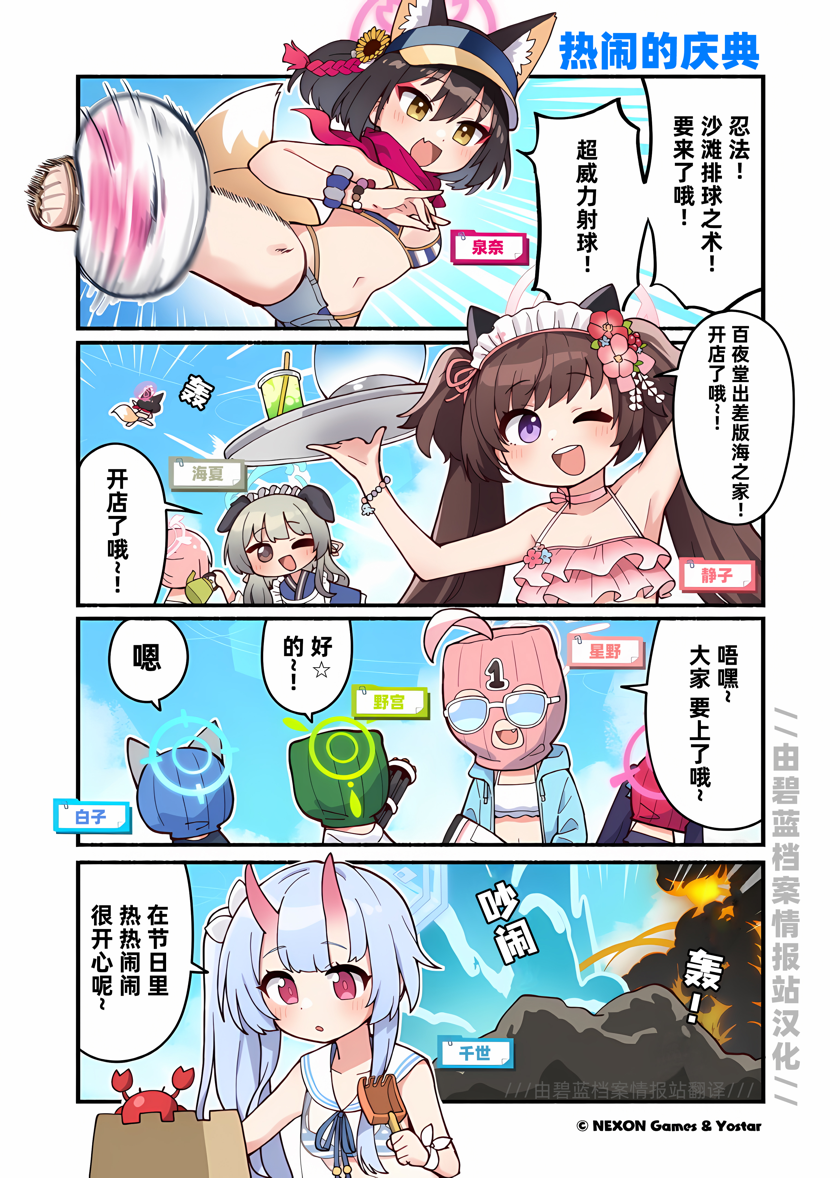 热闹的庆典
忍法！
沙滩排球之术！
要来了哦！
超威力射球！
泉奈
百夜堂出差版海之家！
开店了哦~！
轰
海夏
开店了哦~！
静子
唔嘿~
大家 要上了哦~
星野
1
好☆
的~！
野宫
嗯
白子
吵闹
轰！
在节日里
热热闹闹
很开心呢~
千世
///由碧蓝档案情报站翻译///
© NEXON Games & Yostar
//由碧蓝档案情报站汉化//